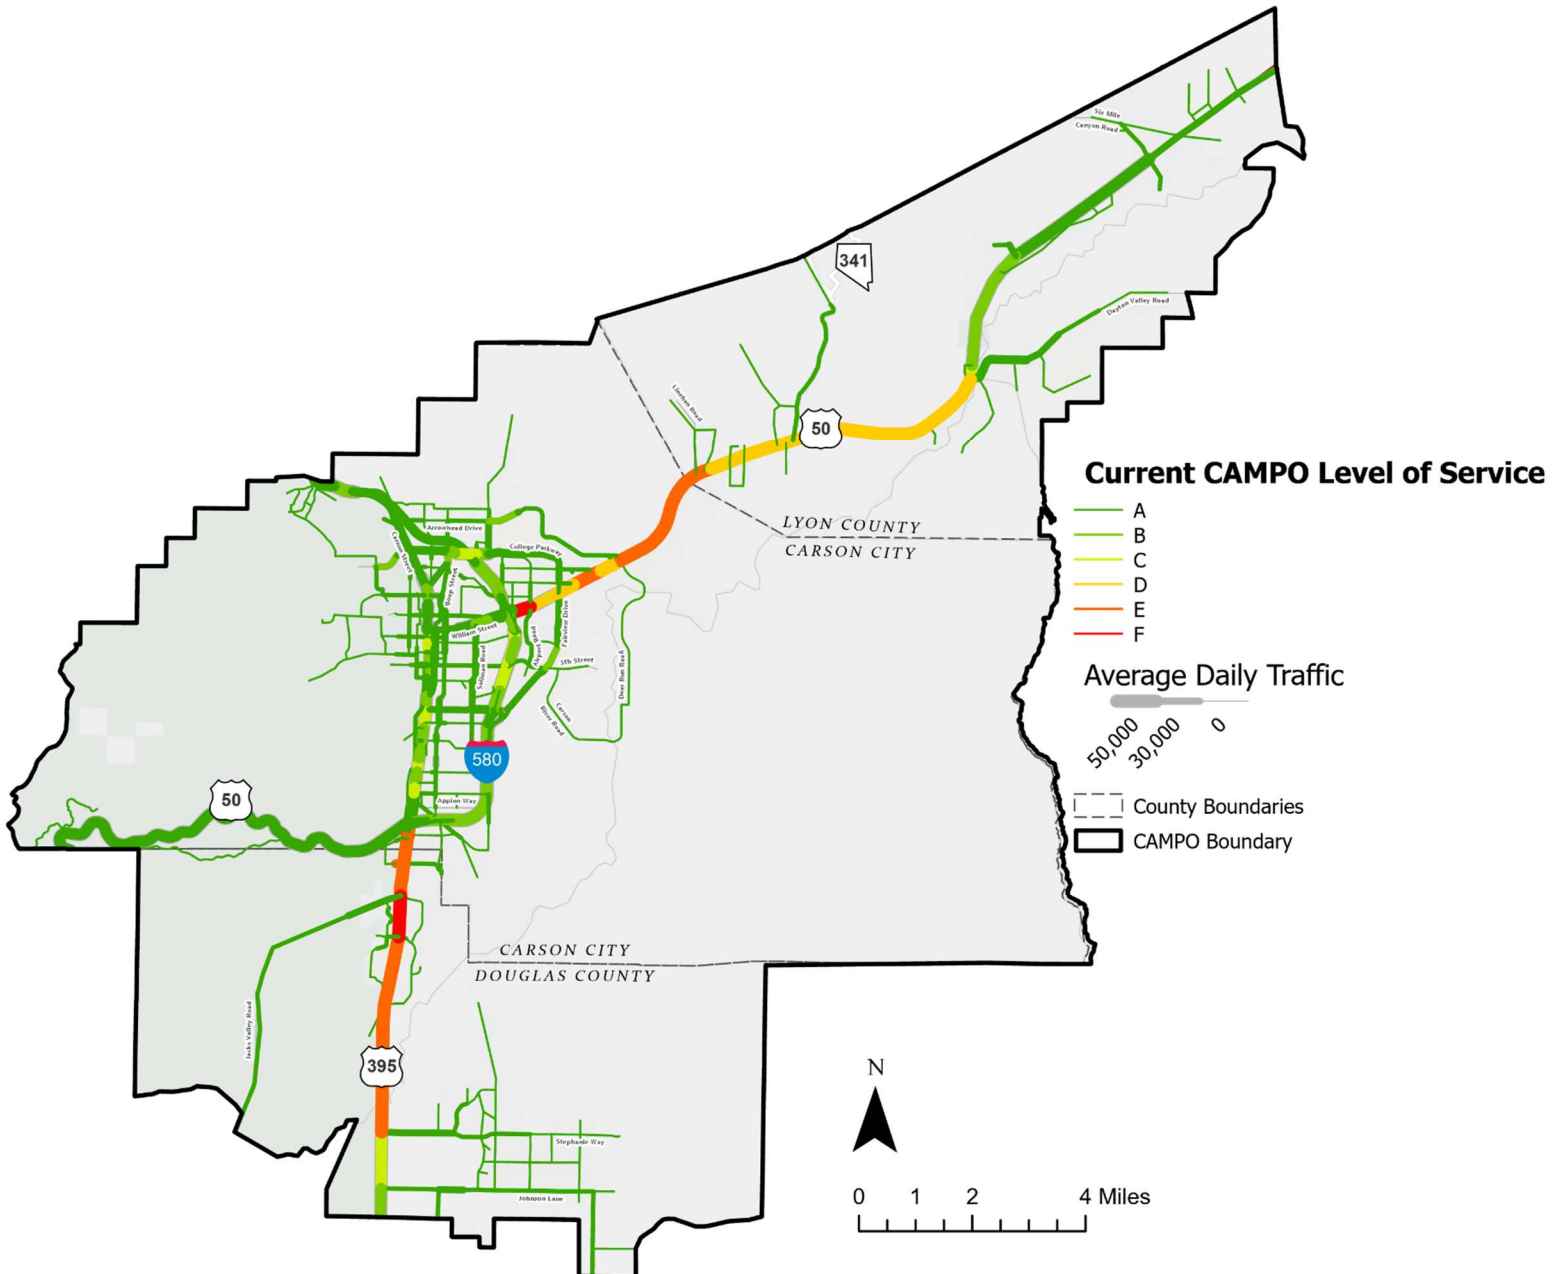 Six Mile
Canyon Road
341
Dayton Valley Road
Linehan Road
50
Current CAMPO Level of Service
A
B
C
D
E
F
LYON COUNTY
CARSON CITY
Arrowhead Drive
College Parkway
Carson Street
Roop Street
William Street
Fairview Drive
Airport Road
Saliman Road
5th Street
Deer Run Road
Carson
River Road
Average Daily Traffic
50,000
30,000
0
580
50
Appion Way
County Boundaries
CAMPO Boundary
CARSON CITY
DOUGLAS COUNTY
Jacks Valley Road
395
N
Stephanie Way
Johnson Lane
0 1 2 4 Miles